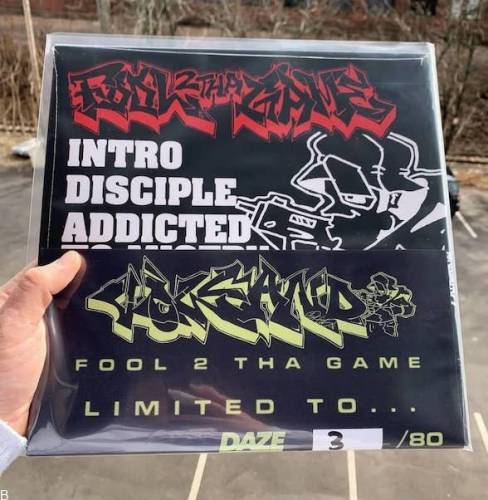 FOOL 2 THA GAME
INTRO
DISCIPLE
ADDICTED
FOOL 2 THA GAME
LIMITED TO...
DAZE 3 /80
B